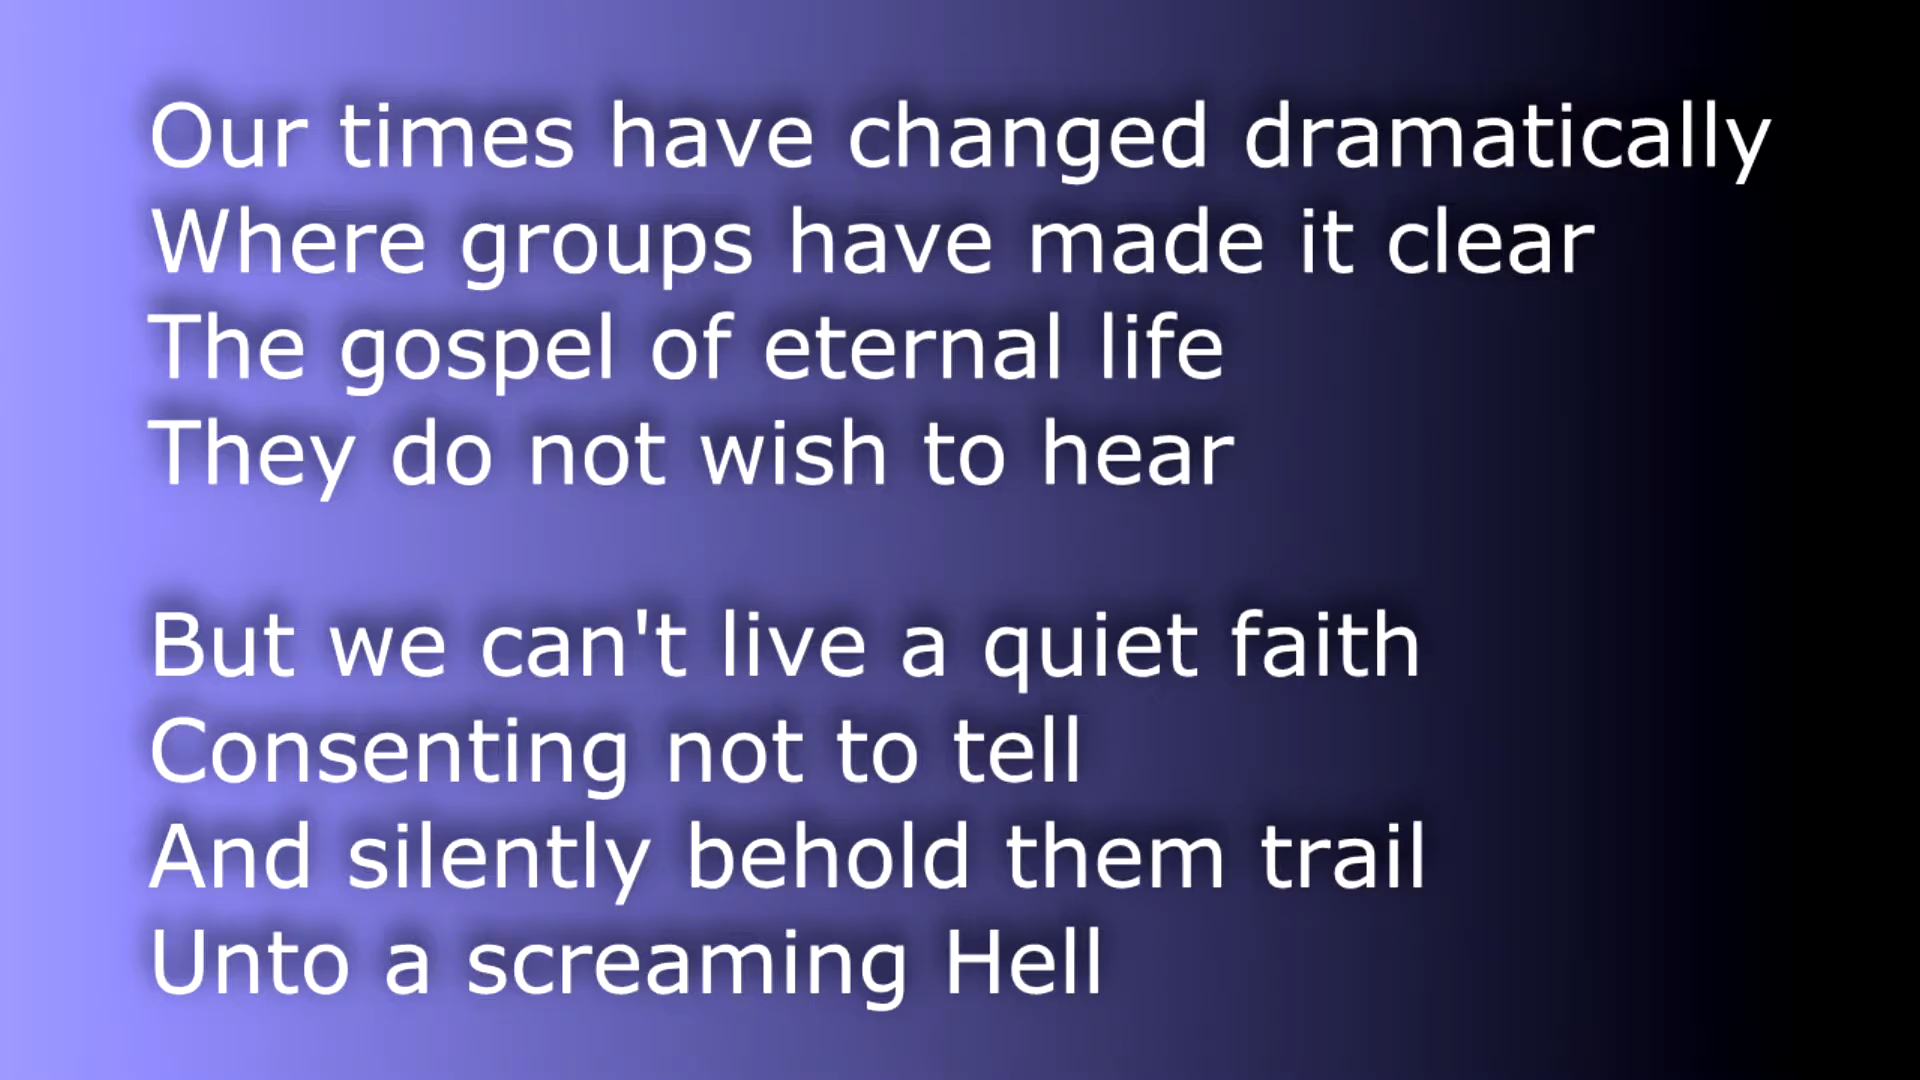 Our times have changed dramatically
Where groups have made it clear
The gospel of eternal life
They do not wish to hear
But we can't live a quiet faith
Consenting not to tell
And silently behold them trail
Unto a screaming Hell